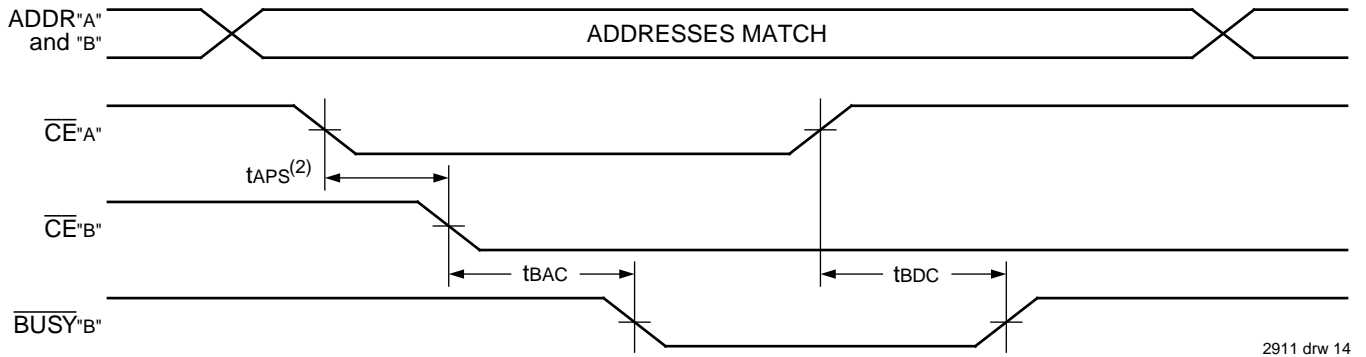 ADDR"A"
and "B"
ADDRESSES MATCH
CE"A"
tAPS(2)
CE"B"
tBAC
tBDC
BUSY"B"
2911 drw 14